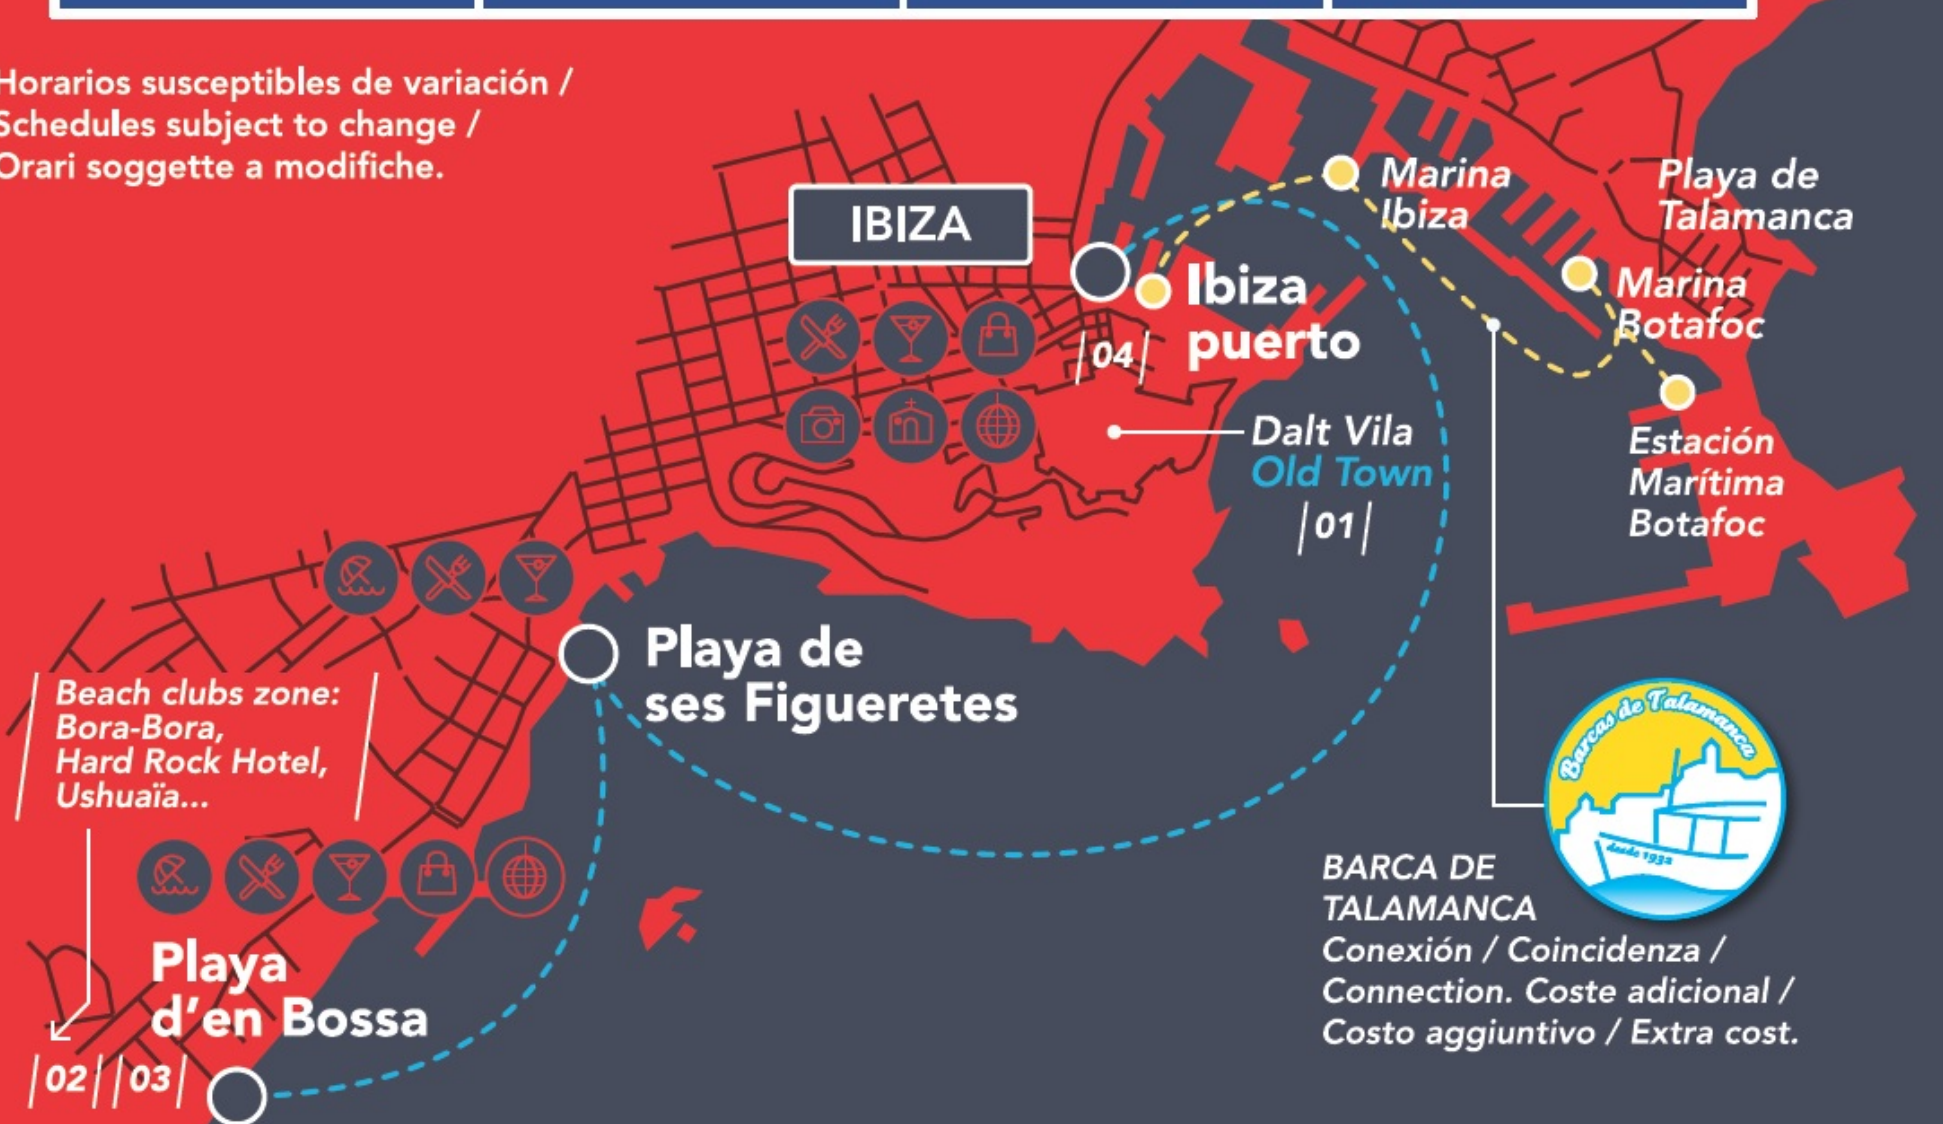 Horarios susceptibles de variación /
Schedules subject to change /
Orari soggette a modifiche.
IBIZA
Marina
Ibiza
Playa de
Talamanca
Ibiza
puerto
|04|
Marina
Botafoc
Dalt Vila
Old Town
|01|
Estación
Marítima
Botafoc
Playa de
ses Figueretes
Beach clubs zone:
Bora-Bora,
Hard Rock Hotel,
Ushuaïa...
Playa
d'en Bossa
|02| |03|
Barcas de Talamanca
desde 1932
BARCA DE
TALAMANCA
Conexión / Coincidenza /
Connection. Coste adicional /
Costo aggiuntivo / Extra cost.